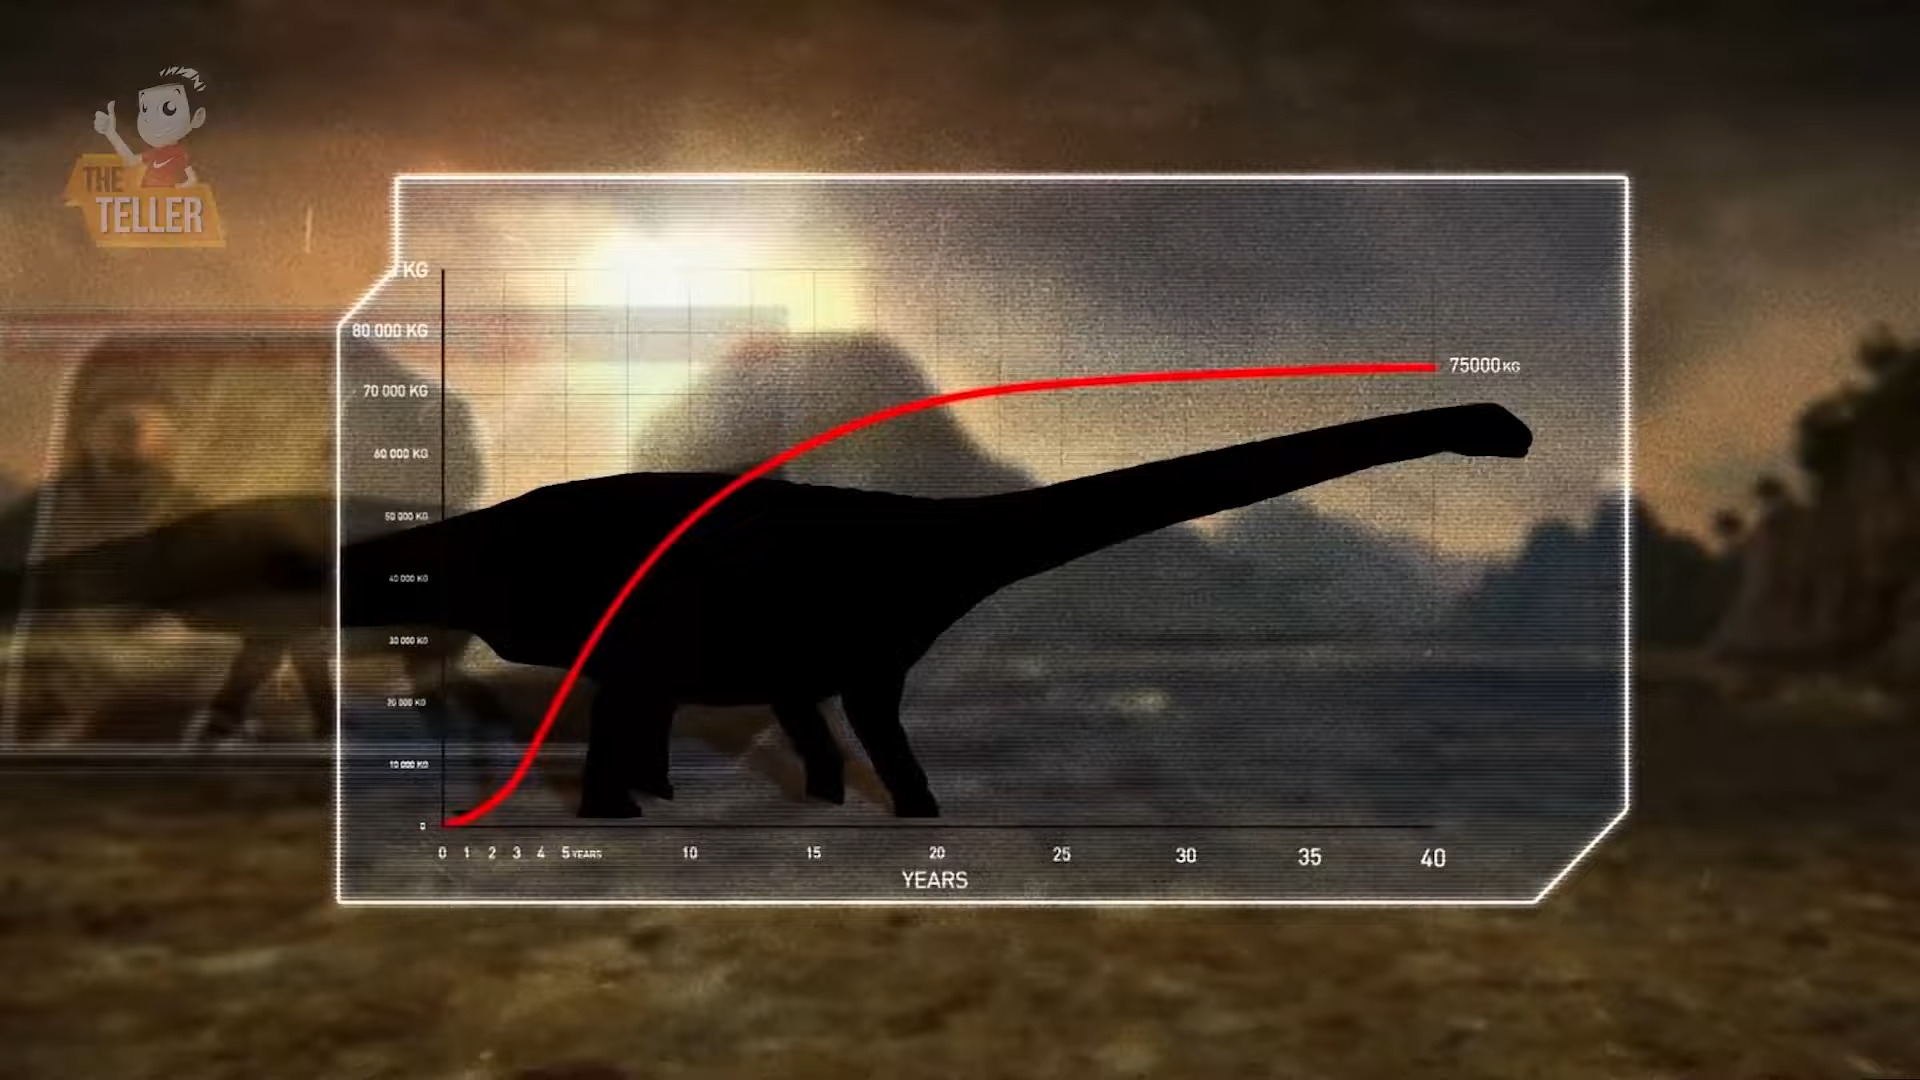 THE
TELLER
KG
80 000 KG
70 000 KG
60 000 KG
50 000 KG
40 000 KG
30 000 KG
20 000 KG
10 000 KG
0
75000 KG
0 1 2 3 4 5 YEARS 10 15 20 25 30 35 40
YEARS